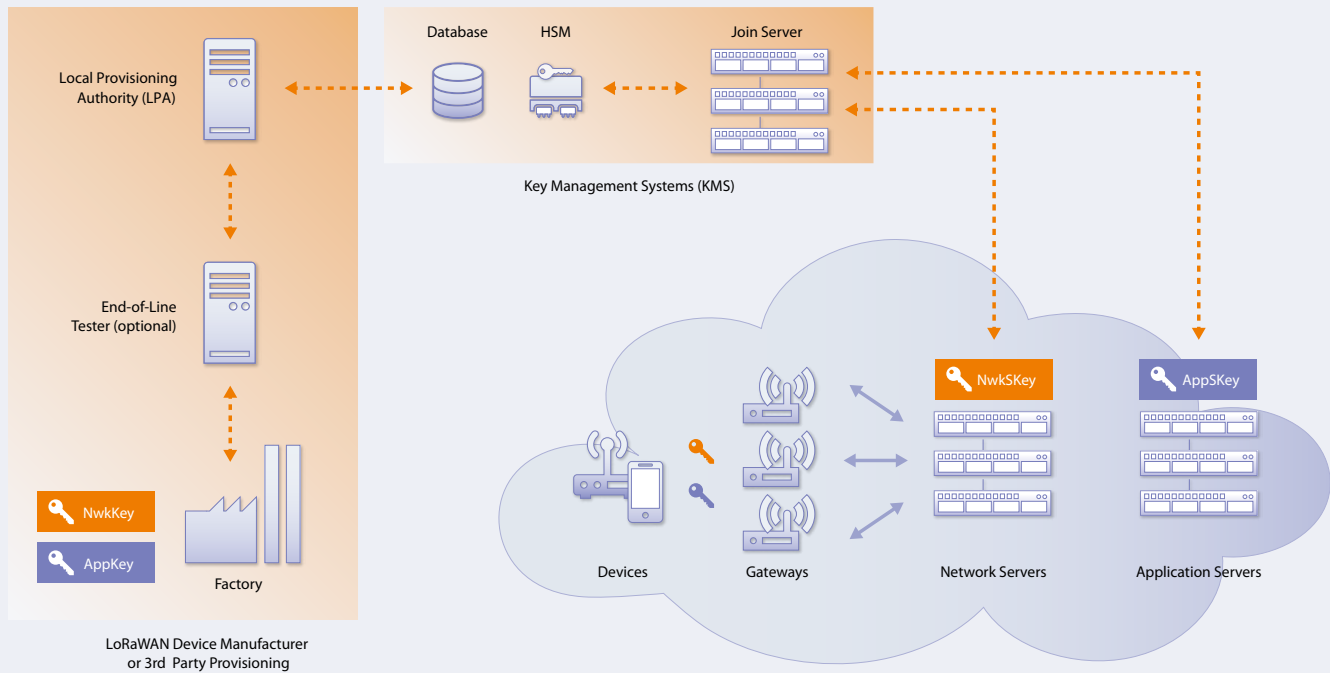 Local Provisioning
Authority (LPA)
End-of-Line
Tester (optional)
NwkKey
AppKey
Factory
LoRaWAN Device Manufacturer
or 3rd Party Provisioning
Database
HSM
Join Server
Key Management Systems (KMS)
NwkSKey
AppSKey
Devices
Gateways
Network Servers
Application Servers